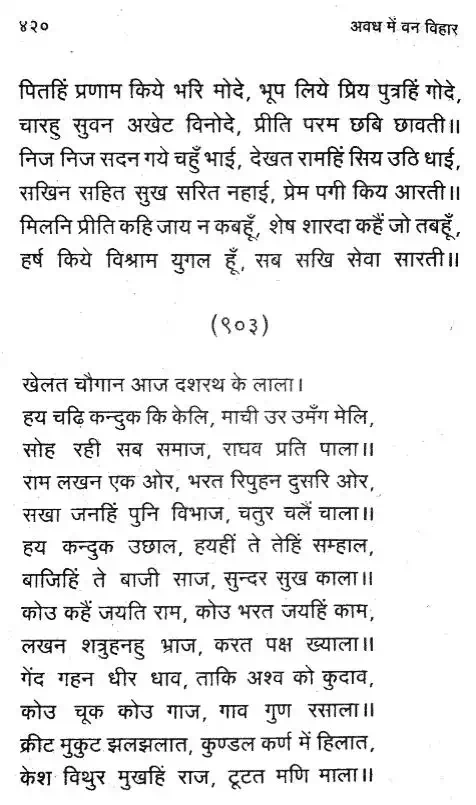 ४२०
अवध में वन विहार
पितहिं प्रणाम किये भरि मोदे, भूप लिये प्रिय पुत्रहिं गोदे,
चारहु सुवन अखेट विनोदे, प्रीति परम छबि छावती॥
निज निज सदन गये चहुँ भाई, देखत रामहिं सिय उठि धाई,
सखिन सहित सुख सरित नहाई, प्रेम पगी किय आरती॥
मिलनि प्रीति कहि जाय न कबहूँ, शेष शारदा कहैं जो तबहूँ,
हर्ष किये विश्राम युगल हूँ, सब सखि सेवा सारती॥
(९०३)
खेलत चौगान आज दशरथ के लाला।
हय चढ़ि कन्दुक कि केलि, माची उर उमँग मेलि,
सोह रही सब समाज, राघव प्रति पाला॥
राम लखन एक ओर, भरत रिपुहन दुसरि ओर,
सखा जनहिं पुनि विभाज, चतुर चलैं चाला॥
हय कन्दुक उछाल, हयहीं ते तेहिं सम्हाल,
बाजिहिं ते बाजी साज, सुन्दर सुख काला॥
कोउ कहैं जयति राम, कोउ भरत जयहिं काम,
लखन शत्रुहनहु भ्राज, करत पक्ष ख्याला॥
गेंद गहन धीर धाव, ताकि अश्व को कुदाव,
कोउ चूक कोउ गाज, गाव गुण रसाला॥
क्रीट मुकुट झलझलात, कुण्डल कर्ण में हिलात,
केश विथुर मुखहिं राज, टूटत मणि माला॥